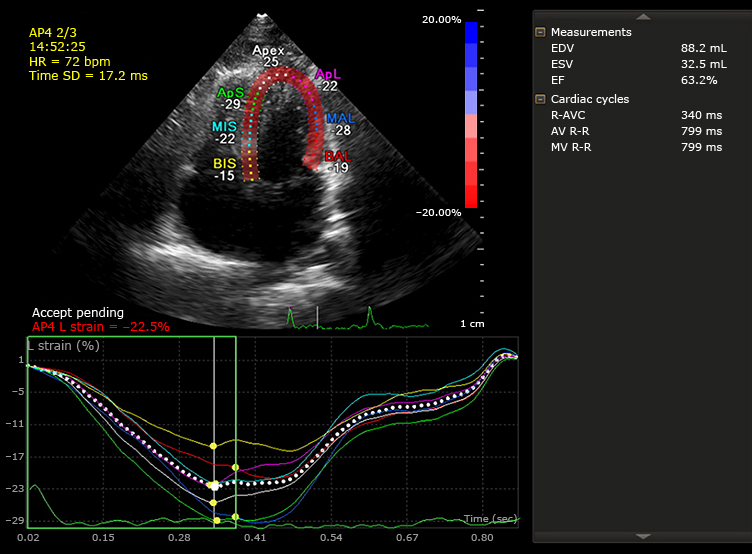 AP4 2/3
14:52:25
HR = 72 bpm
Time SD = 17.2 ms
Apex
25
ApL
22
ApS
-29
MAL
-28
MIS
-22
BAL
-19
BIS
-15
20.00%
−20.00%
1 cm
Accept pending
AP4 L strain = −22.5%
L strain (%)
1
−5
−11
−17
−23
−29
Time (sec)
0.02 0.15 0.28 0.41 0.54 0.67 0.80
Measurements
EDV 88.2 mL
ESV 32.5 mL
EF 63.2%
Cardiac cycles
R-AVC 340 ms
AV R-R 799 ms
MV R-R 799 ms